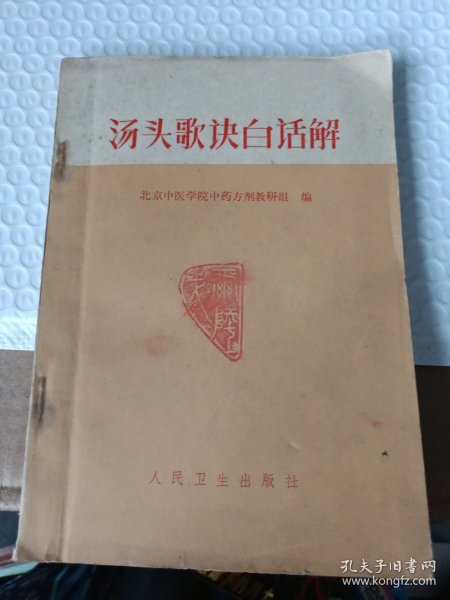 汤头歌诀白话解
北京中医学院中药方剂教研组 编
人民卫生出版社
孔夫子旧书网
www.kongfz.com